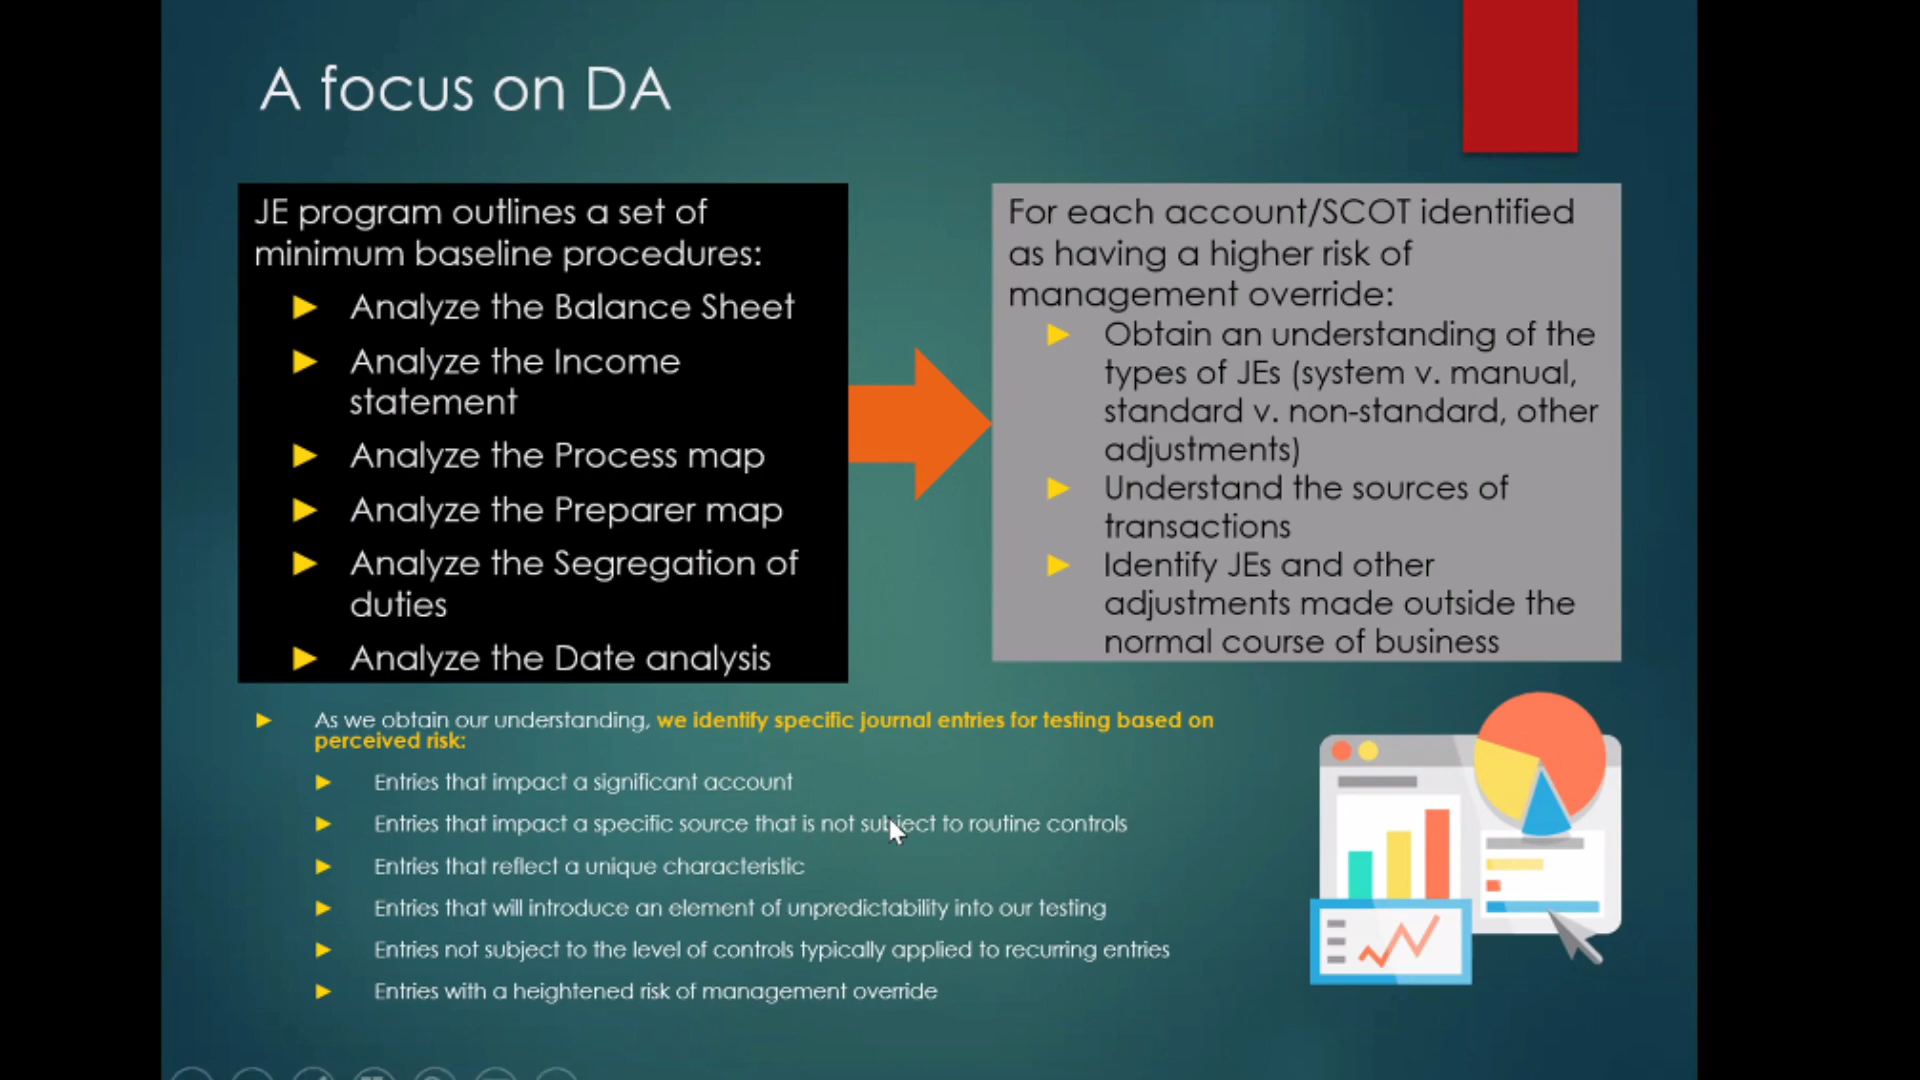 A focus on DA
JE program outlines a set of
minimum baseline procedures:
Analyze the Balance Sheet
Analyze the Income
statement
Analyze the Process map
Analyze the Preparer map
Analyze the Segregation of
duties
Analyze the Date analysis
For each account/SCOT identified
as having a higher risk of
management override:
Obtain an understanding of the
types of JEs (system v. manual,
standard v. non-standard, other
adjustments)
Understand the sources of
transactions
Identify JEs and other
adjustments made outside the
normal course of business
As we obtain our understanding, we identify specific journal entries for testing based on
perceived risk:
Entries that impact a significant account
Entries that impact a specific source that is not subject to routine controls
Entries that reflect a unique characteristic
Entries that will introduce an element of unpredictability into our testing
Entries not subject to the level of controls typically applied to recurring entries
Entries with a heightened risk of management override